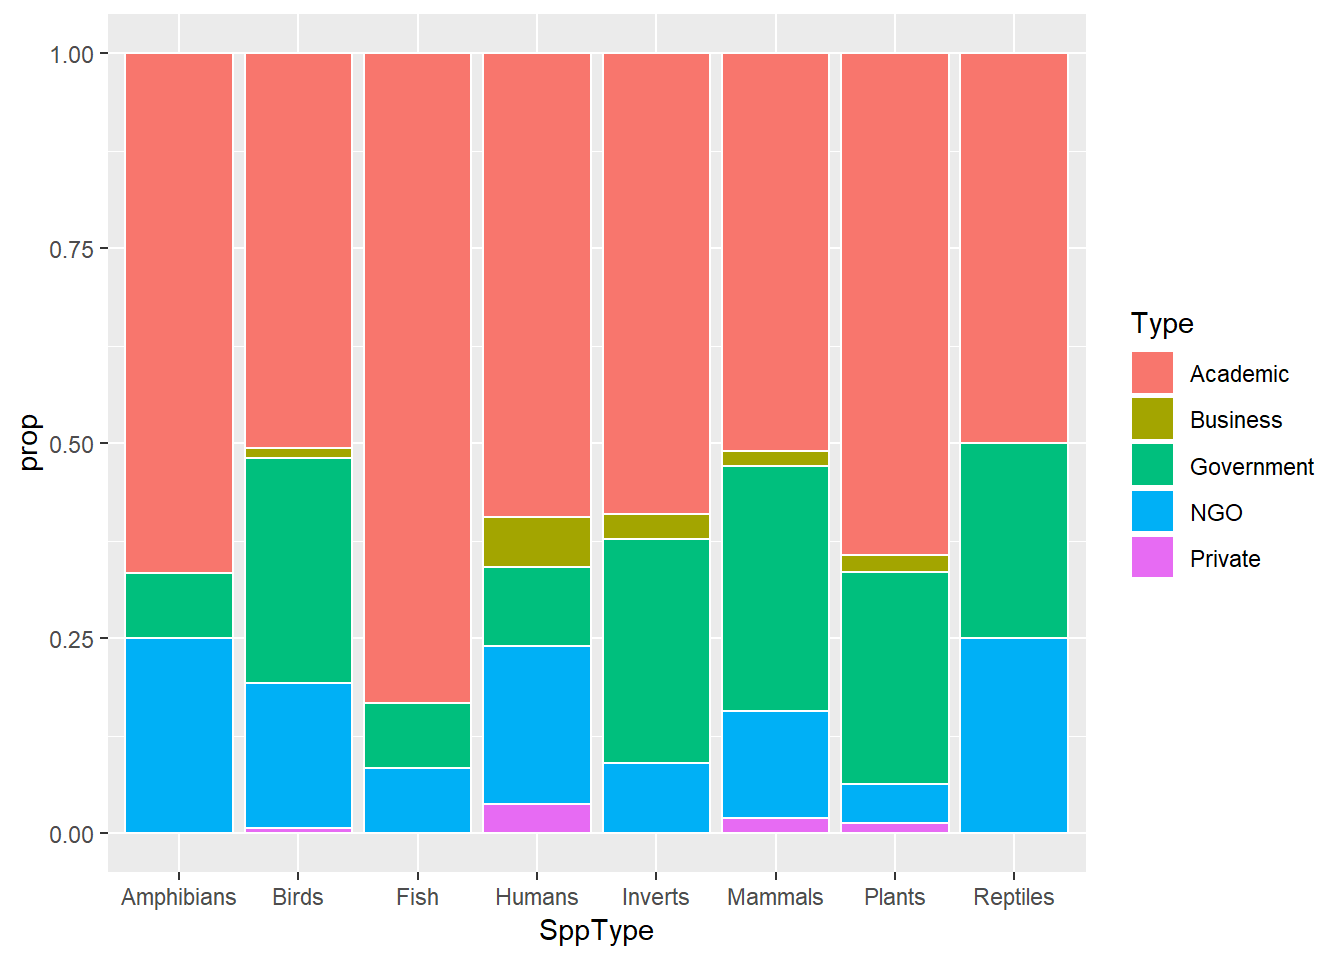 1.00
0.75
0.50
0.25
0.00
prop
Amphibians Birds Fish Humans Inverts Mammals Plants Reptiles
SppType
Type
Academic
Business
Government
NGO
Private